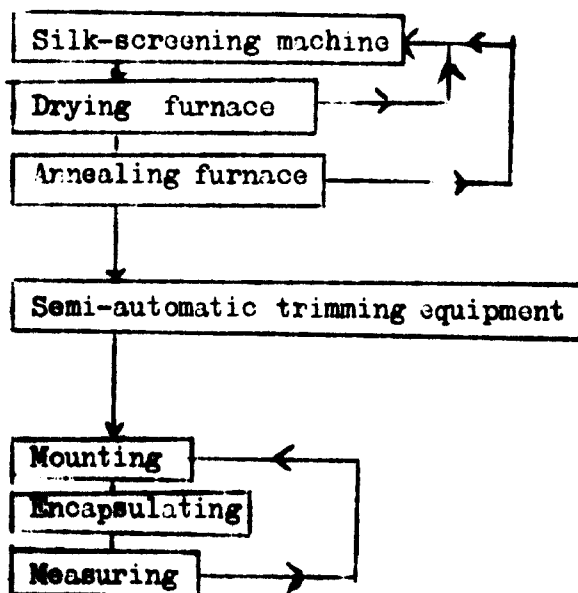 Silk-screening machine
Drying furnace
Annealing furnace
Semi-automatic trimming equipment
Mounting
Encapsulating
Measuring